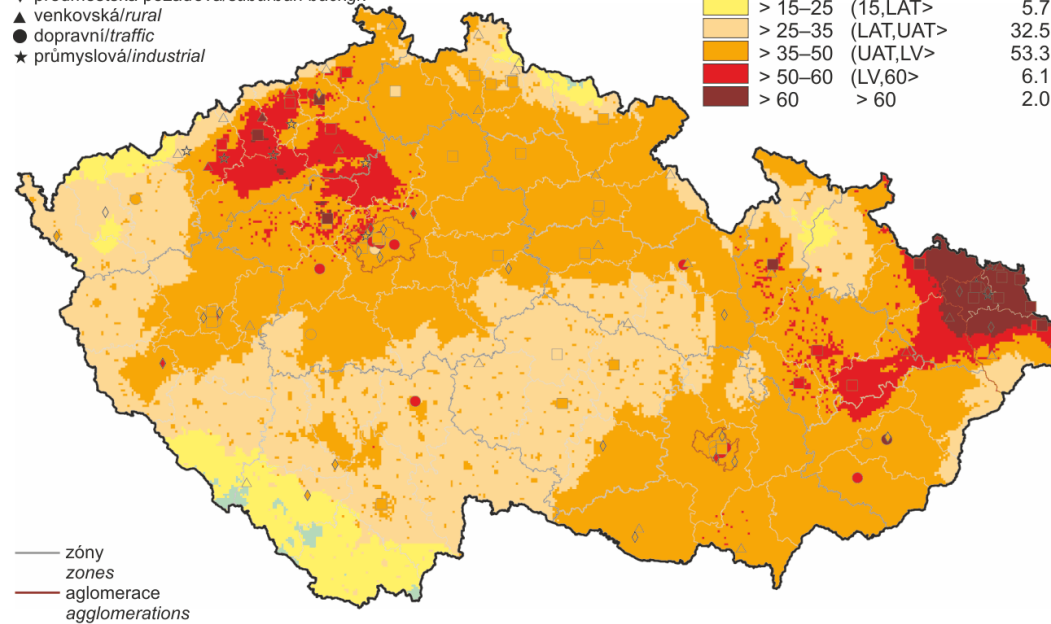 venkovská/rural
dopravní/traffic
průmyslová/industrial
> 15–25 (15,LAT> 5.7
> 25–35 (LAT,UAT> 32.5
> 35–50 (UAT,LV> 53.3
> 50–60 (LV,60> 6.1
> 60 > 60 2.0
zóny
zones
aglomerace
agglomerations